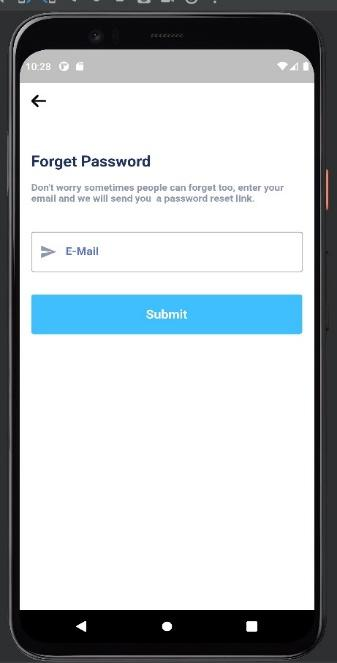 10:28
Forget Password
Don't worry sometimes people can forget too, enter your
email and we will send you a password reset link.
E-Mail
Submit